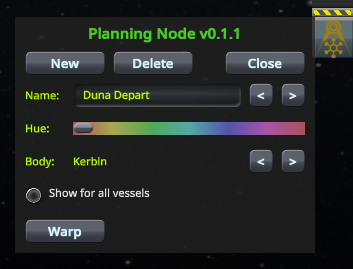 Planning Node v0.1.1
New Delete Close
Name: Duna Depart < >
Hue:
Body: Kerbin < >
Show for all vessels
Warp